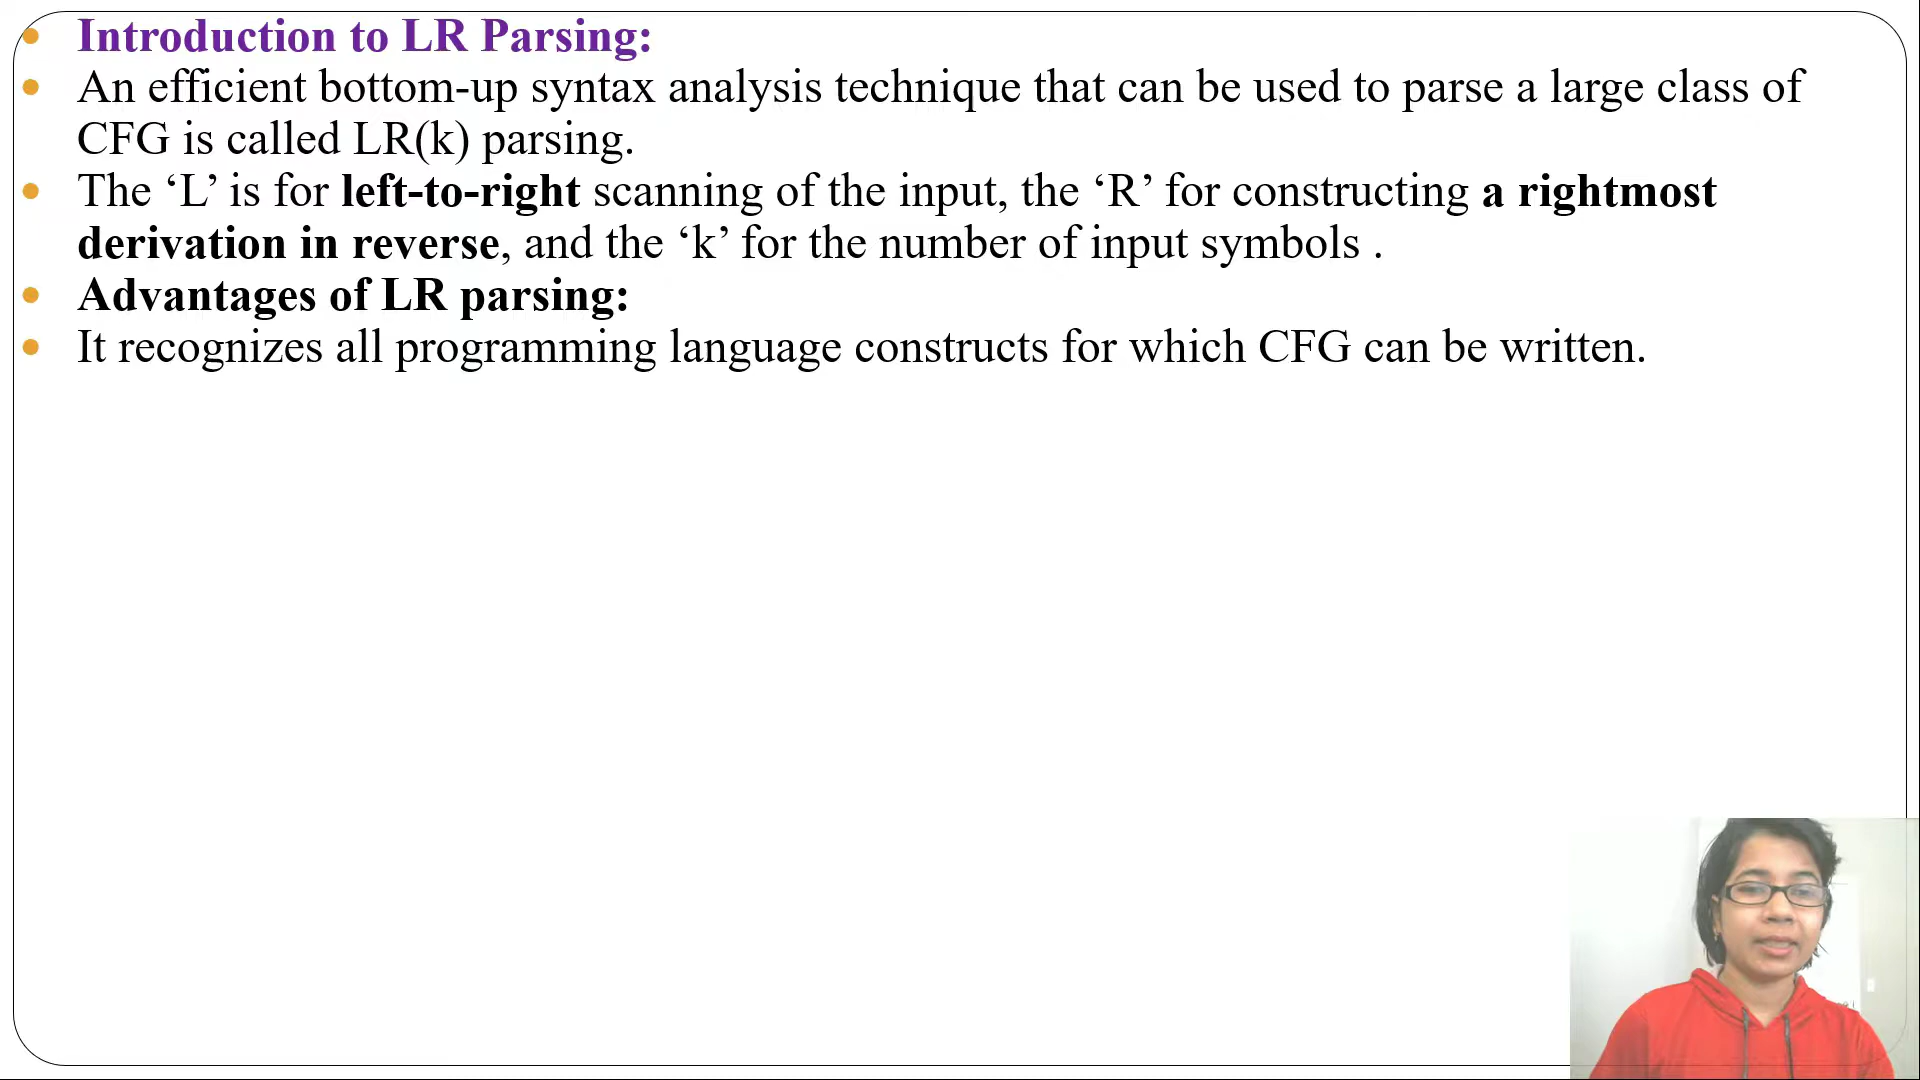 Introduction to LR Parsing:
An efficient bottom-up syntax analysis technique that can be used to parse a large class of
CFG is called LR(k) parsing.
The ‘L’ is for left-to-right scanning of the input, the ‘R’ for constructing a rightmost
derivation in reverse, and the ‘k’ for the number of input symbols .
Advantages of LR parsing:
It recognizes all programming language constructs for which CFG can be written.